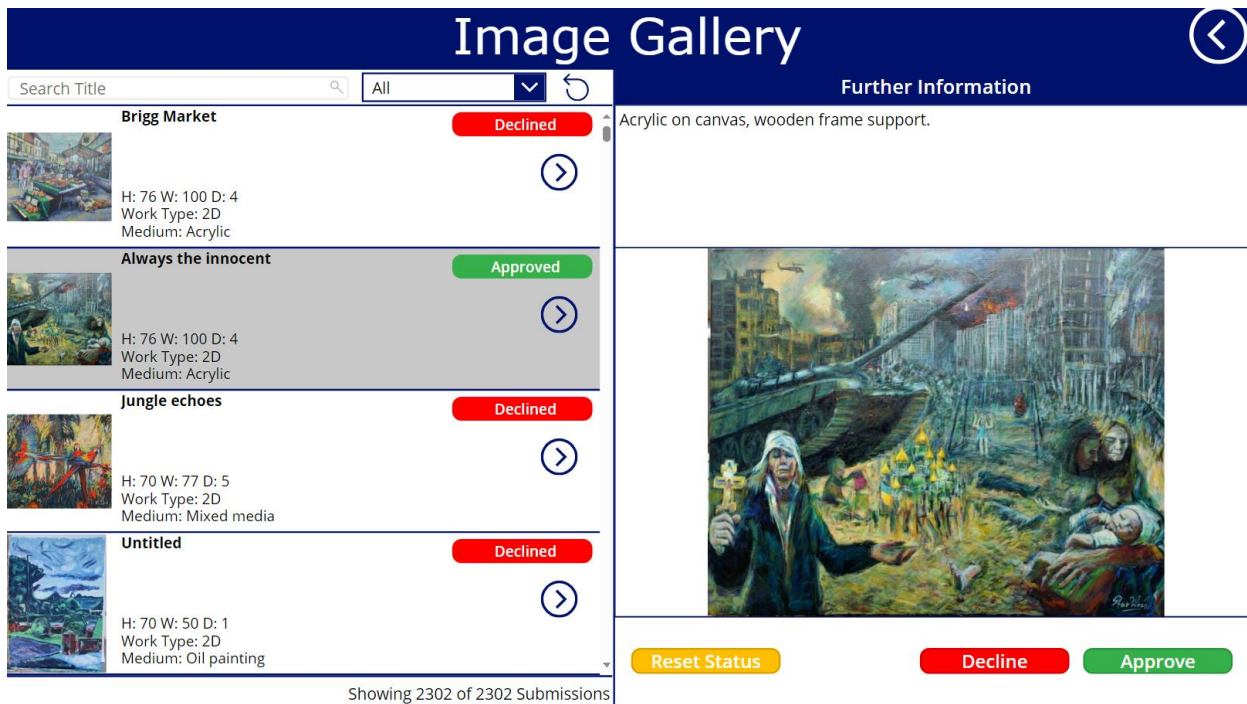 Image Gallery
Search Title
All
Further Information
Brigg Market
Declined
H: 76 W: 100 D: 4
Work Type: 2D
Medium: Acrylic
Always the innocent
Approved
H: 76 W: 100 D: 4
Work Type: 2D
Medium: Acrylic
Jungle echoes
Declined
H: 70 W: 77 D: 5
Work Type: 2D
Medium: Mixed media
Untitled
Declined
H: 70 W: 50 D: 1
Work Type: 2D
Medium: Oil painting
Showing 2302 of 2302 Submissions
Acrylic on canvas, wooden frame support.
Reset Status
Decline
Approve